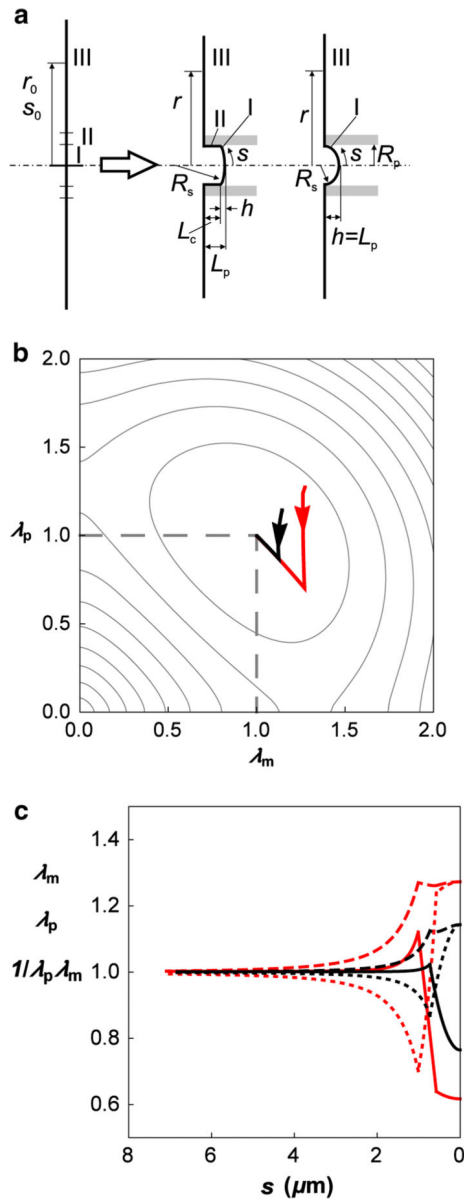 a
III III III
r0 s0
II
I
r
II I
s
Rs
h
Lc
Lp
r
I
s Rp
Rs
h=Lp
b
2.0
1.5
λp 1.0
0.5
0.0
0.0 0.5 1.0 1.5 2.0
λm
c
1.4
λm
1.2
λp
1/λpλm 1.0
0.8
0.6
8 6 4 2 0
s (μm)